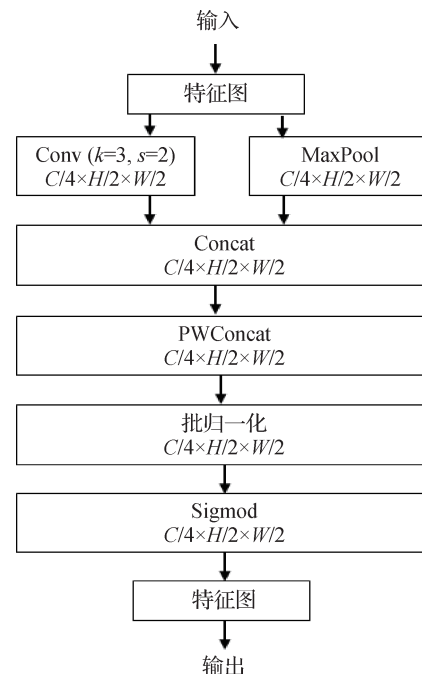 输入
特征图
Conv (k=3, s=2)
C/4×H/2×W/2
MaxPool
C/4×H/2×W/2
Concat
C/4×H/2×W/2
PWConcat
C/4×H/2×W/2
批归一化
C/4×H/2×W/2
Sigmod
C/4×H/2×W/2
特征图
输出